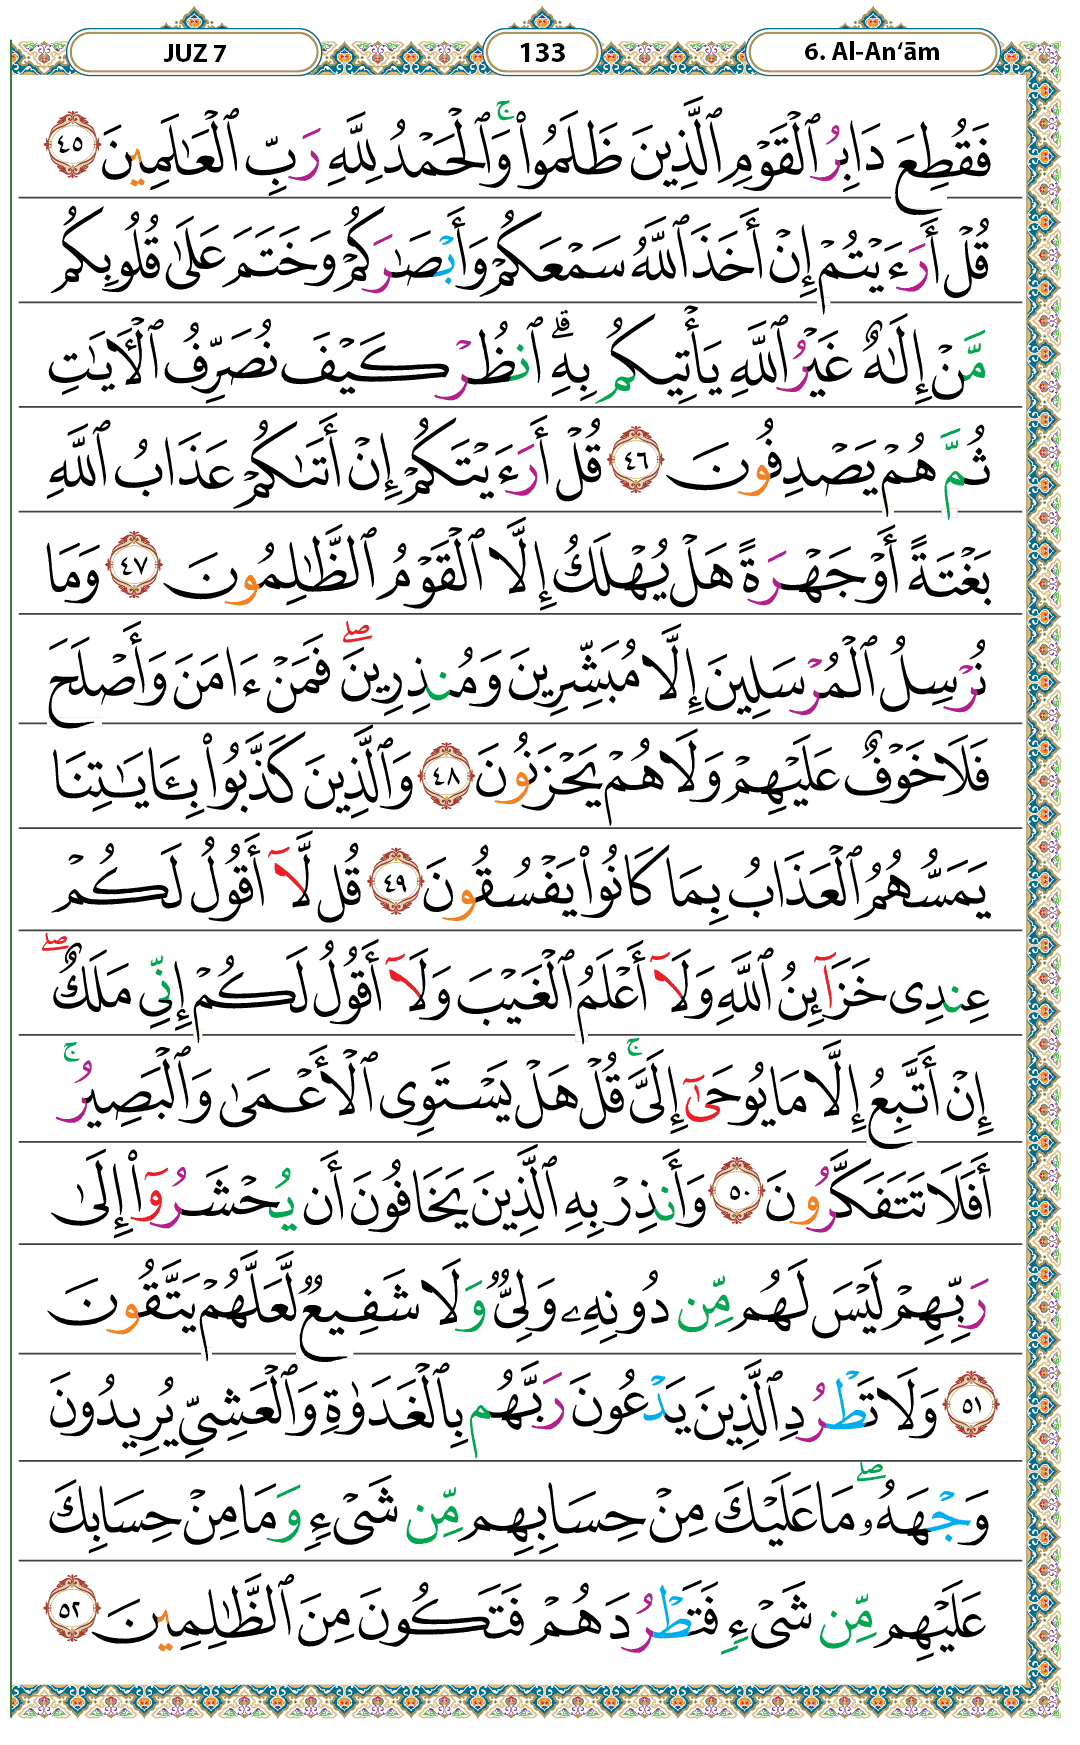 JUZ 7 133 6. Al-An‘ām
فَقُطِعَ دَابِرُ ٱلْقَوْمِ ٱلَّذِينَ ظَلَمُوا۟ ۚ وَٱلْحَمْدُ لِلَّهِ رَبِّ ٱلْعَٰلَمِينَ ٤٥
قُلْ أَرَءَيْتُمْ إِنْ أَخَذَ ٱللَّهُ سَمْعَكُمْ وَأَبْصَٰرَكُمْ وَخَتَمَ عَلَىٰ قُلُوبِكُم
مَّنْ إِلَٰهٌ غَيْرُ ٱللَّهِ يَأْتِيكُم بِهِ ۗ ٱنظُرْ كَيْفَ نُصَرِّفُ ٱلْءَايَٰتِ
ثُمَّ هُمْ يَصْدِفُونَ ٤٦ قُلْ أَرَءَيْتَكُمْ إِنْ أَتَىٰكُمْ عَذَابُ ٱللَّهِ
بَغْتَةً أَوْ جَهْرَةً هَلْ يُهْلَكُ إِلَّا ٱلْقَوْمُ ٱلظَّٰلِمُونَ ٤٧ وَمَا
نُرْسِلُ ٱلْمُرْسَلِينَ إِلَّا مُبَشِّرِينَ وَمُنذِرِينَ ۖ فَمَنْ ءَامَنَ وَأَصْلَحَ
فَلَا خَوْفٌ عَلَيْهِمْ وَلَا هُمْ يَحْزَنُونَ ٤٨ وَٱلَّذِينَ كَذَّبُوا۟ بِـَٔايَٰتِنَا
يَمَسُّهُمُ ٱلْعَذَابُ بِمَا كَانُوا۟ يَفْسُقُونَ ٤٩ قُل لَّآ أَقُولُ لَكُمْ
عِندِى خَزَآئِنُ ٱللَّهِ وَلَآ أَعْلَمُ ٱلْغَيْبَ وَلَآ أَقُولُ لَكُمْ إِنِّى مَلَكٌ ۖ
إِنْ أَتَّبِعُ إِلَّا مَا يُوحَىٰٓ إِلَىَّ ۚ قُلْ هَلْ يَسْتَوِى ٱلْأَعْمَىٰ وَٱلْبَصِيرُ ۚ
أَفَلَا تَتَفَكَّرُونَ ٥٠ وَأَنذِرْ بِهِ ٱلَّذِينَ يَخَافُونَ أَن يُحْشَرُوٓا۟ إِلَىٰ
رَبِّهِمْ لَيْسَ لَهُم مِّن دُونِهِۦ وَلِىٌّ وَلَا شَفِيعٌ لَّعَلَّهُمْ يَتَّقُونَ
٥١ وَلَا تَطْرُدِ ٱلَّذِينَ يَدْعُونَ رَبَّهُم بِٱلْغَدَوٰةِ وَٱلْعَشِىِّ يُرِيدُونَ
وَجْهَهُۥ ۖ مَا عَلَيْكَ مِنْ حِسَابِهِم مِّن شَىْءٍ وَمَا مِنْ حِسَابِكَ
عَلَيْهِم مِّن شَىْءٍ فَتَطْرُدَهُمْ فَتَكُونَ مِنَ ٱلظَّٰلِمِينَ ٥٢